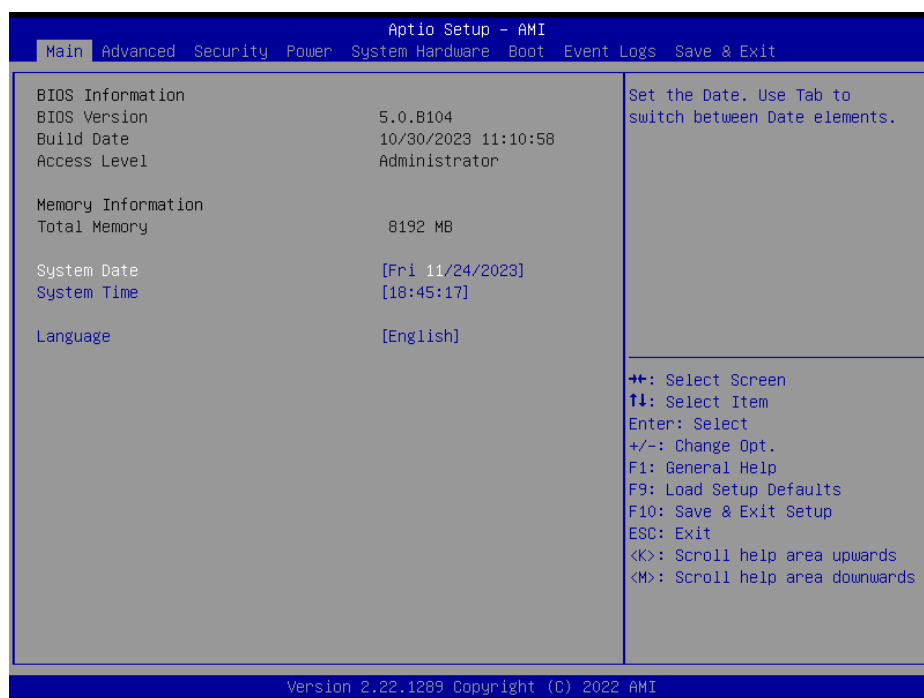 Aptio Setup - AMI
Main Advanced Security Power System Hardware Boot Event Logs Save & Exit
BIOS Information
BIOS Version 5.0.B104
Build Date 10/30/2023 11:10:58
Access Level Administrator
Memory Information
Total Memory 8192 MB
System Date [Fri 11/24/2023]
System Time [18:45:17]
Language [English]
Set the Date. Use Tab to
switch between Date elements.
→←: Select Screen
↑↓: Select Item
Enter: Select
+/-: Change Opt.
F1: General Help
F9: Load Setup Defaults
F10: Save & Exit Setup
ESC: Exit
<K>: Scroll help area upwards
<M>: Scroll help area downwards
Version 2.22.1289 Copyright (C) 2022 AMI